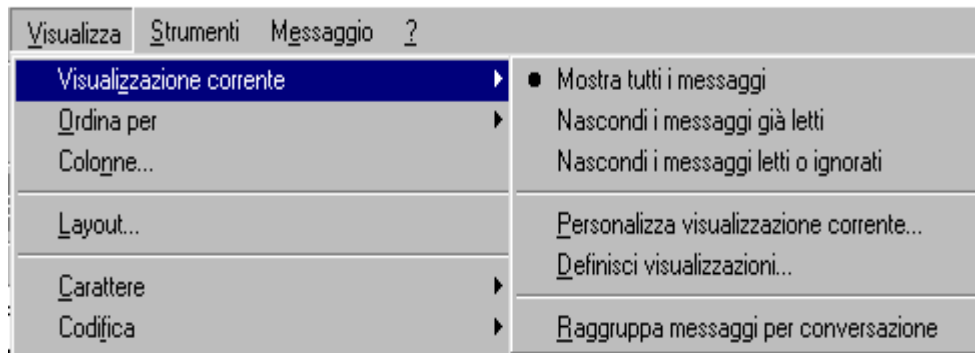 Visualizza Strumenti Messaggio ?
Visualizzazione corrente
Ordina per
Colonne...
Layout...
Carattere
Codifica
Mostra tutti i messaggi
Nascondi i messaggi già letti
Nascondi i messaggi letti o ignorati
Personalizza visualizzazione corrente...
Definisci visualizzazioni...
Raggruppa messaggi per conversazione